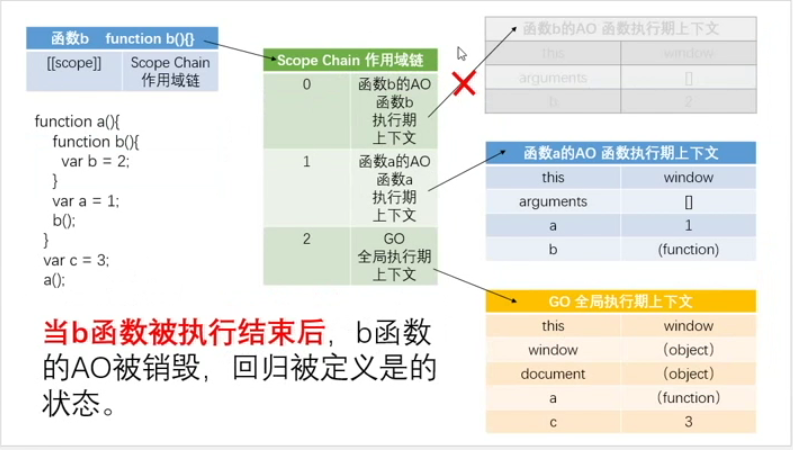 函数b function b(){}
[[scope]] Scope Chain
作用域链
function a(){
function b(){
var b = 2;
}
var a = 1;
b();
}
var c = 3;
a();
Scope Chain 作用域链
0 函数b的AO
函数b
执行期
上下文
1 函数a的AO
函数a
执行期
上下文
2 GO
全局执行期
上下文
函数b的AO 函数执行期上下文
this window
arguments []
b 2
函数a的AO 函数执行期上下文
this window
arguments []
a 1
b (function)
GO 全局执行期上下文
this window
window (object)
document (object)
a (function)
c 3
当b函数被执行结束后，b函数
的AO被销毁，回归被定义是的
状态。